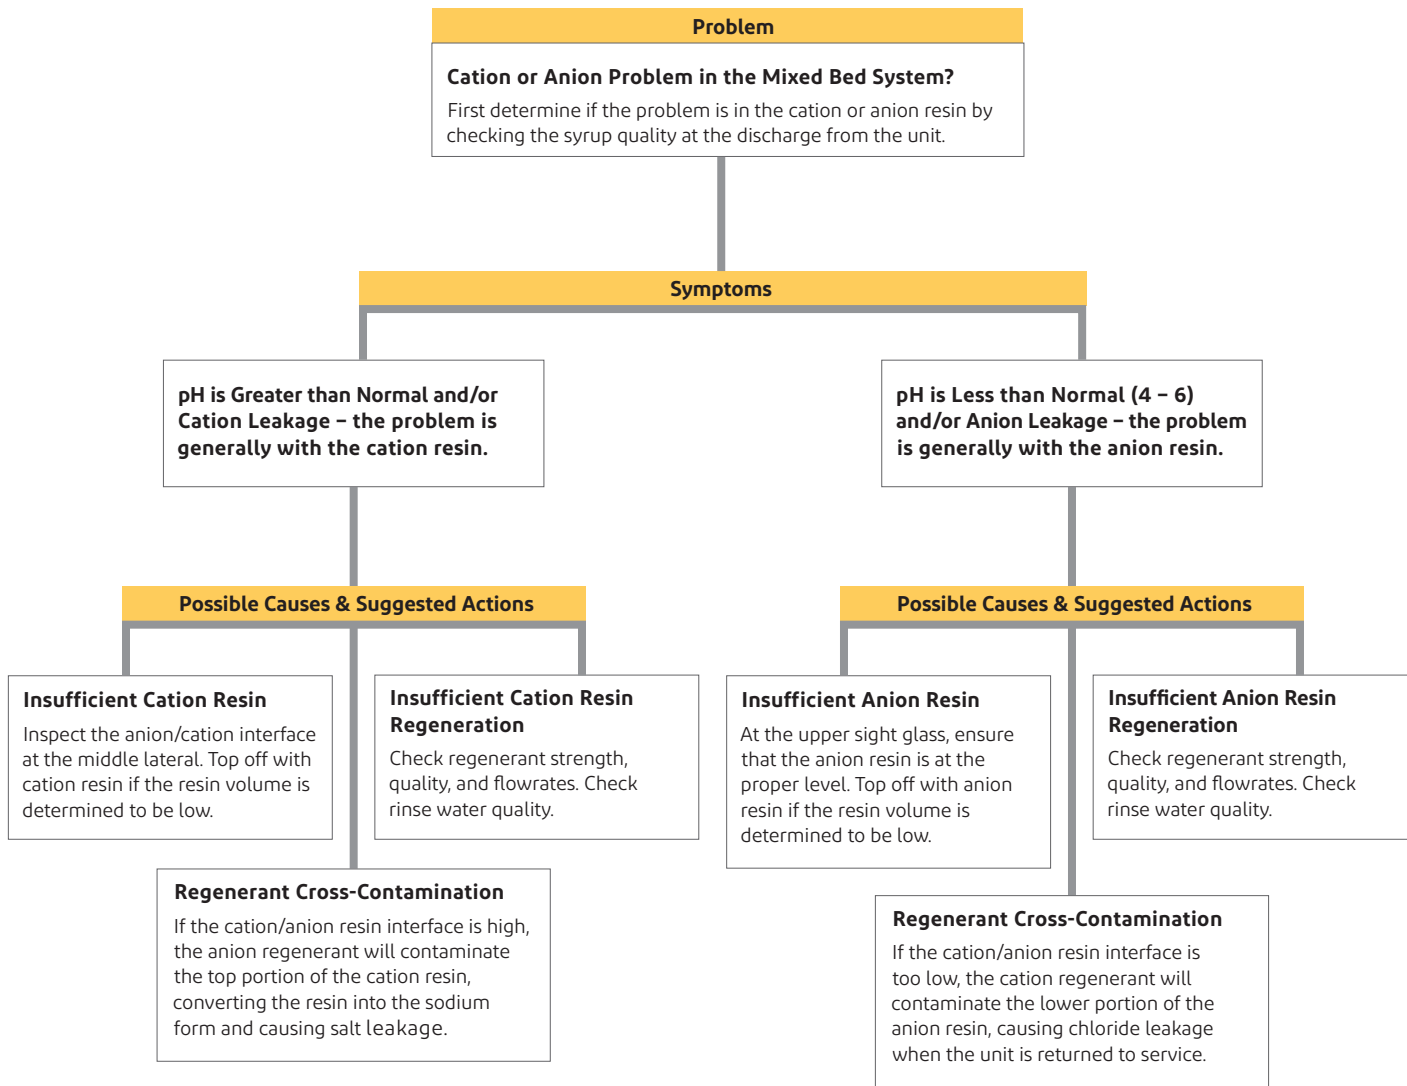 Problem
Cation or Anion Problem in the Mixed Bed System?
First determine if the problem is in the cation or anion resin by
checking the syrup quality at the discharge from the unit.
Symptoms
pH is Greater than Normal and/or
Cation Leakage – the problem is
generally with the cation resin.
pH is Less than Normal (4 – 6)
and/or Anion Leakage – the problem
is generally with the anion resin.
Possible Causes & Suggested Actions
Insufficient Cation Resin
Inspect the anion/cation interface
at the middle lateral. Top off with
cation resin if the resin volume is
determined to be low.
Insufficient Cation Resin
Regeneration
Check regenerant strength,
quality, and flowrates. Check
rinse water quality.
Regenerant Cross-Contamination
If the cation/anion resin interface is high,
the anion regenerant will contaminate
the top portion of the cation resin,
converting the resin into the sodium
form and causing salt leakage.
Possible Causes & Suggested Actions
Insufficient Anion Resin
At the upper sight glass, ensure
that the anion resin is at the
proper level. Top off with anion
resin if the resin volume is
determined to be low.
Insufficient Anion Resin
Regeneration
Check regenerant strength,
quality, and flowrates. Check
rinse water quality.
Regenerant Cross-Contamination
If the cation/anion resin interface is
too low, the cation regenerant will
contaminate the lower portion of the
anion resin, causing chloride leakage
when the unit is returned to service.